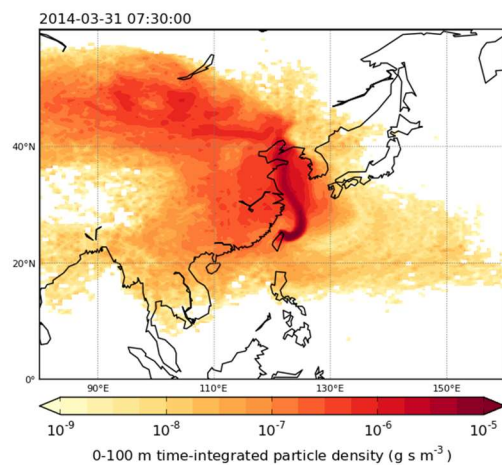 2014-03-31 07:30:00
40°N
20°N
0°
90°E 110°E 130°E 150°E
10⁻⁹ 10⁻⁸ 10⁻⁷ 10⁻⁶ 10⁻⁵
0-100 m time-integrated particle density (g s m⁻³)